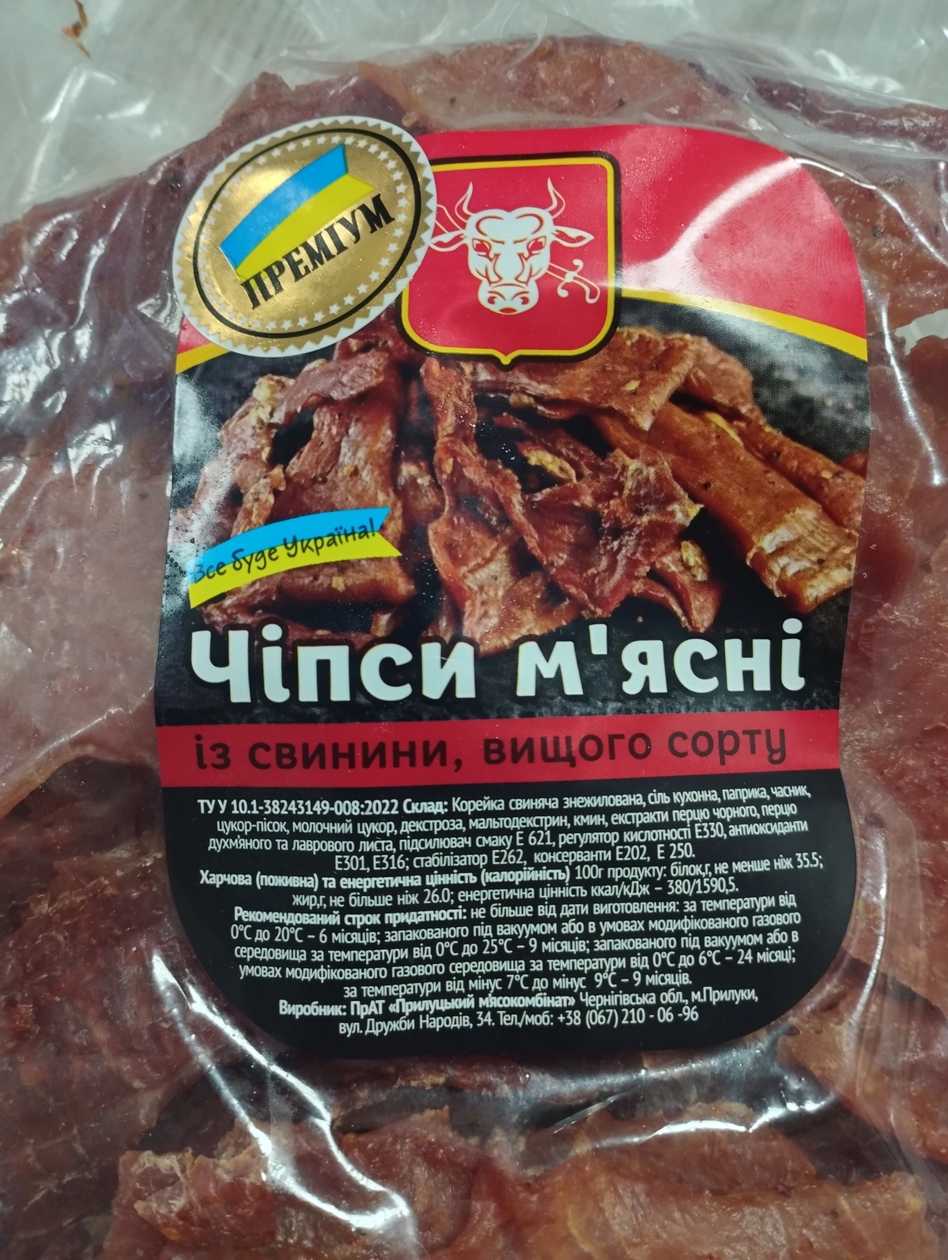 ПРЕМІУМ
Все буде Україна!
Чіпси м'ясні
із свинини, вищого сорту
ТУ У 10.1-38243149-008:2022 Склад: Корейка свиняча знежилована, сіль кухонна, паприка, часник,
цукор-пісок, молочний цукор, декстроза, мальтодекстрин, кмин, екстракти перцю чорного, перцю
духмяного та лаврового листа, підсилювач смаку Е 621, регулятор кислотності Е330, антиоксиданти
Е301, Е316; стабілізатор Е262, консерванти Е202, Е 250.
Харчова (поживна) та енергетична цінність (калорійність) 100г продукту: білок,г, не менше ніж 35.5;
жир,г, не більше ніж 26.0; енергетична цінність ккал/кДж – 380/1590,5.
Рекомендований строк придатності: не більше від дати виготовлення: за температури від
0°С до 20°С – 6 місяців; запакованого під вакуумом або в умовах модифікованого газового
середовища за температури від 0°С до 25°С – 9 місяців; запакованого під вакуумом або в
умовах модифікованого газового середовища за температури від 0°С до 6°С – 24 місяці;
за температури від мінус 7°С до мінус 9°С – 9 місяців.
Виробник: ПрАТ «Прилуцький мясокомбінат» Чернігівська обл., м.Прилуки,
вул. Дружби Народів, 34. Тел./моб: +38 (067) 210 - 06 -96